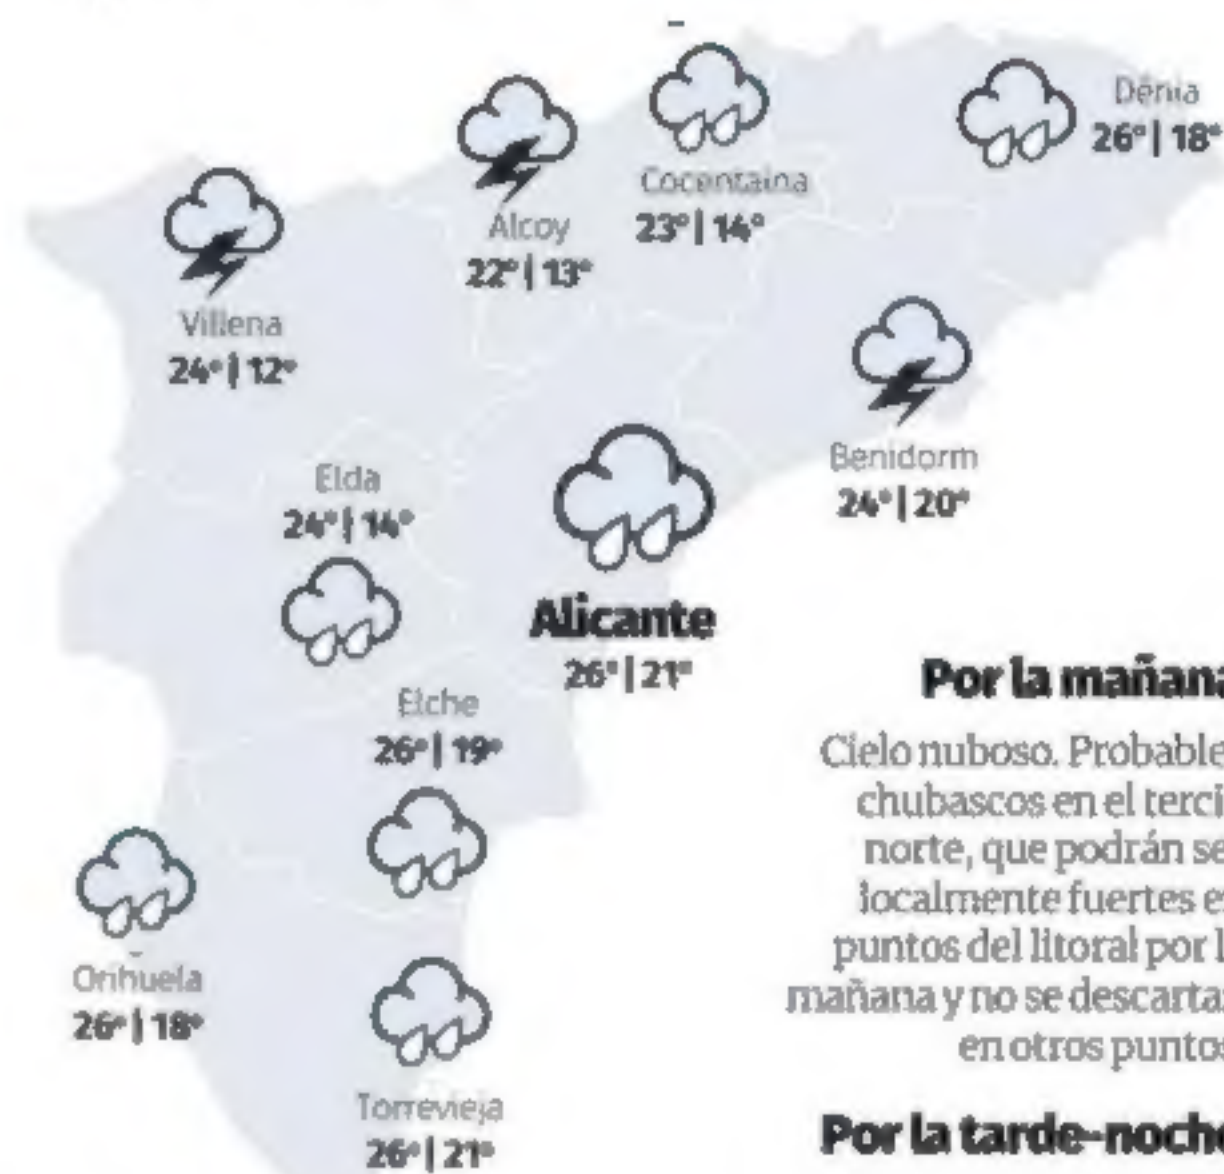 Dénia
26° | 18°
Cocentaina
23° | 14°
Alcoy
22° | 13°
Villena
24° | 12°
Benidorm
24° | 20°
Elda
24° | 14°
Alicante
26° | 21°
Elche
26° | 19°
Orihuela
26° | 18°
Torrevieja
26° | 21°
Por la mañana
Cielo nuboso. Probable
chubascos en el terci
norte, que podrán se
localmente fuertes e
puntos del litoral por l
mañana y no se descarta
en otros puntos
Por la tarde-noche